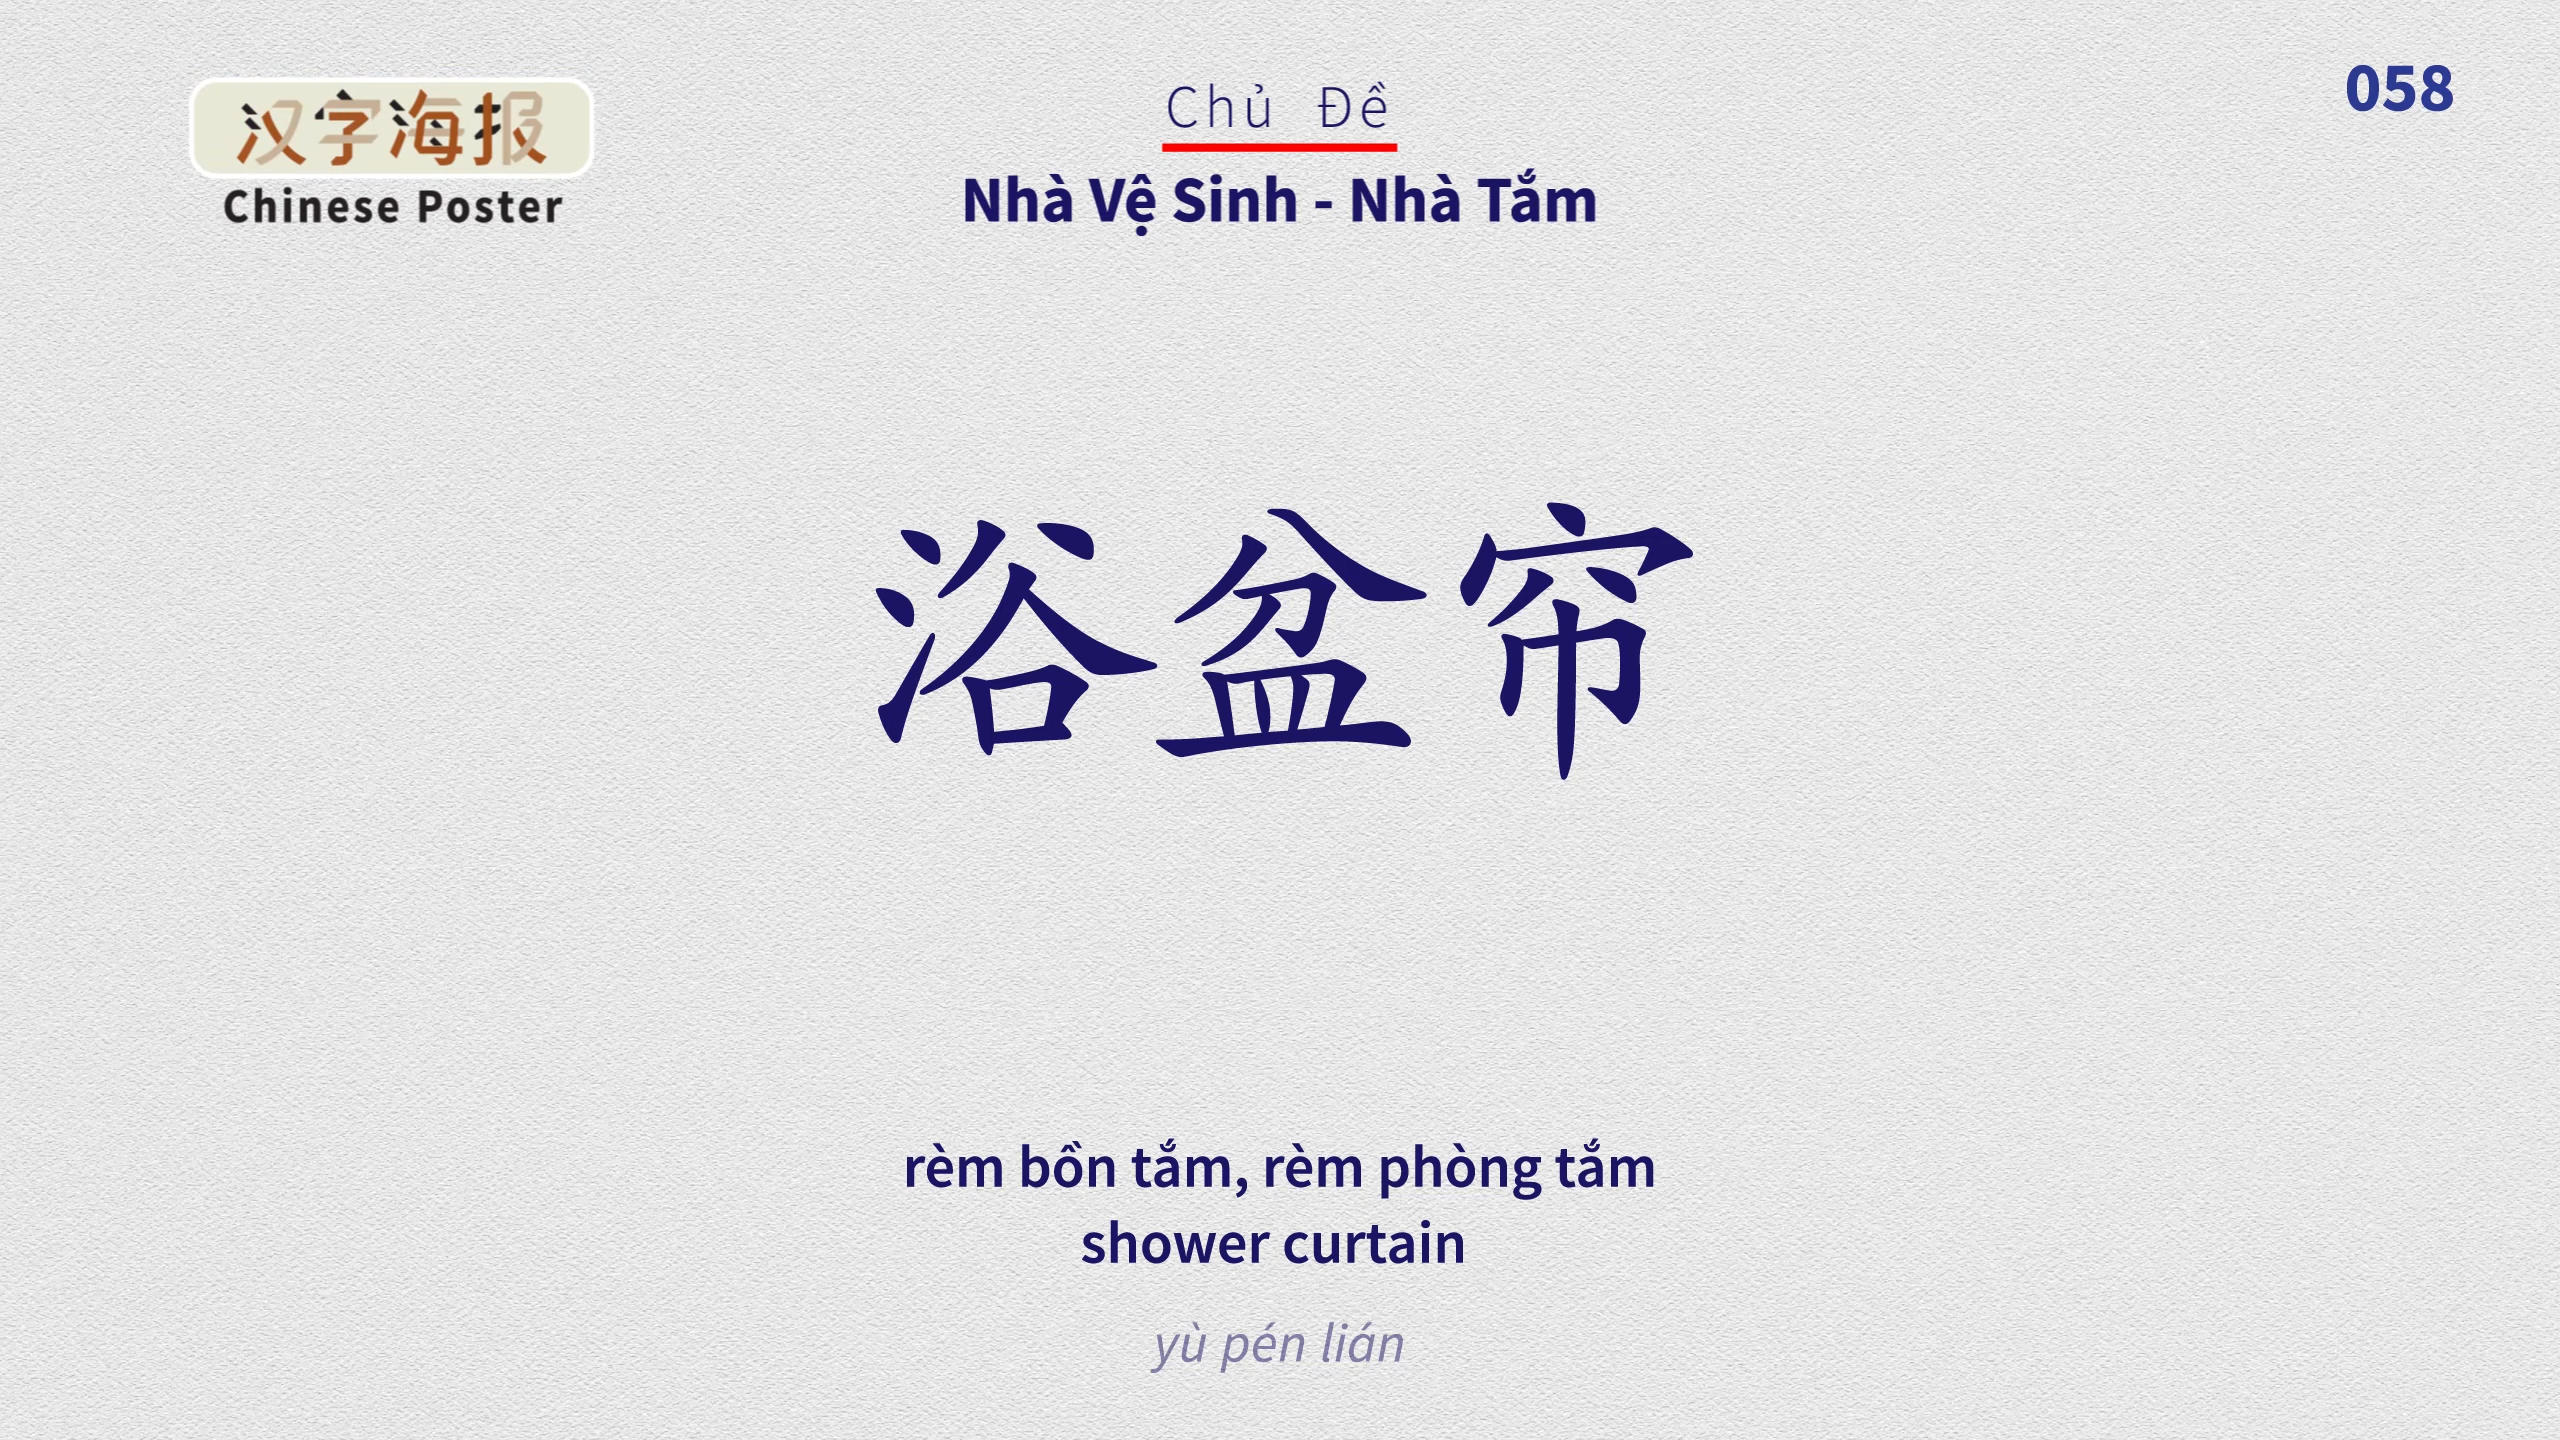 汉字海报
Chinese Poster
Chủ Đề
Nhà Vệ Sinh - Nhà Tắm
058
浴盆帘
rèm bồn tắm, rèm phòng tắm
shower curtain
yù pén lián